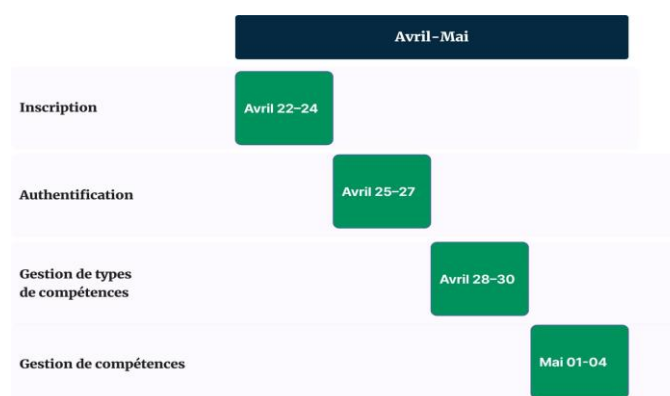 Avril-Mai
Inscription
Avril 22–24
Authentification
Avril 25–27
Gestion de types
de compétences
Avril 28–30
Gestion de compétences
Mai 01-04